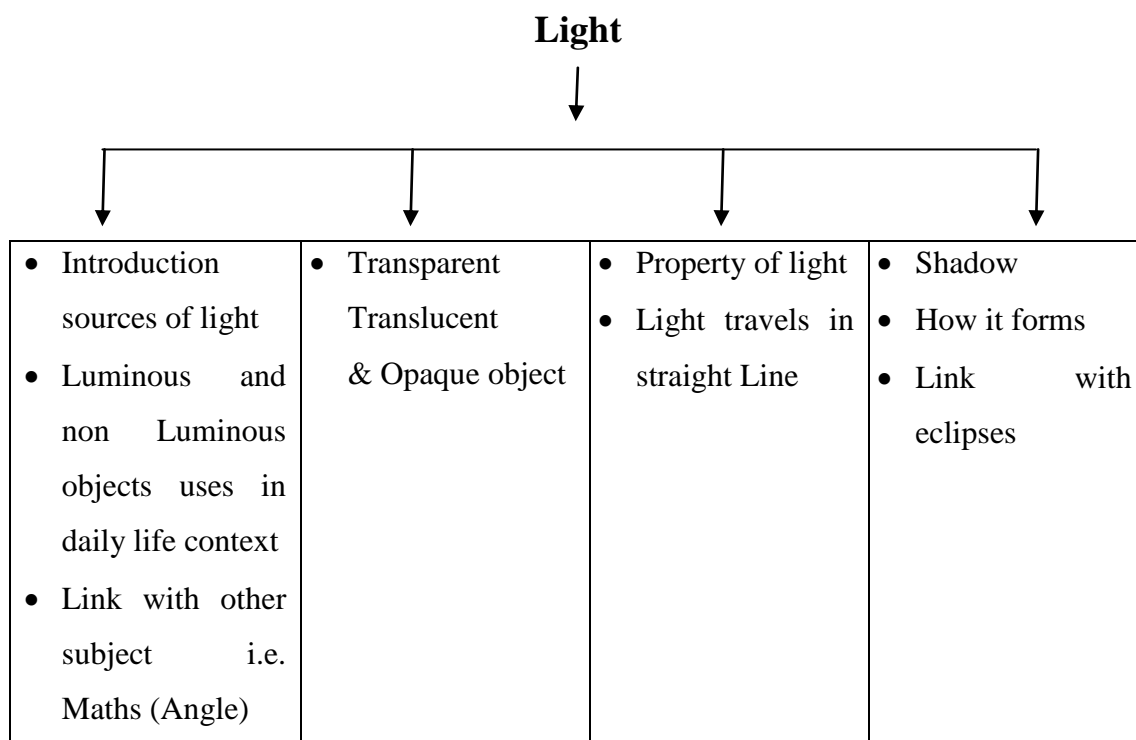 Light
• Introduction
sources of light
• Luminous and
non Luminous
objects uses in
daily life context
• Link with other
subject i.e.
Maths (Angle)
• Transparent
Translucent
& Opaque object
• Property of light
• Light travels in
straight Line
• Shadow
• How it forms
• Link with
eclipses